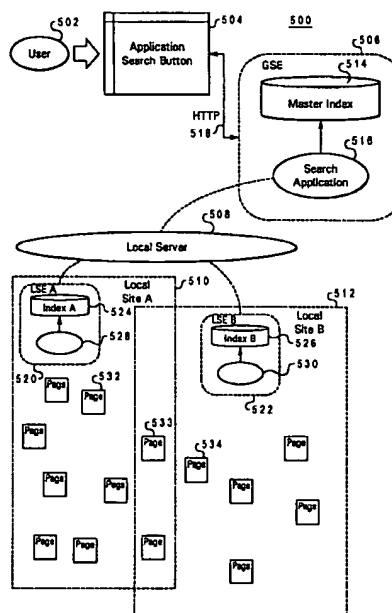 500
502
504
506
User
Application
Search Button
GSE
514
Master Index
HTTP
518
516
Search
Application
508
Local Server
510
Local
Site A
512
Local
Site B
LSE A
Index A
524
528
520
LSE B
Index B
526
530
522
532
Page
Page
Page
533
Page
534
Page
Page
Page
Page
Page
Page
Page
Page
Page
Page